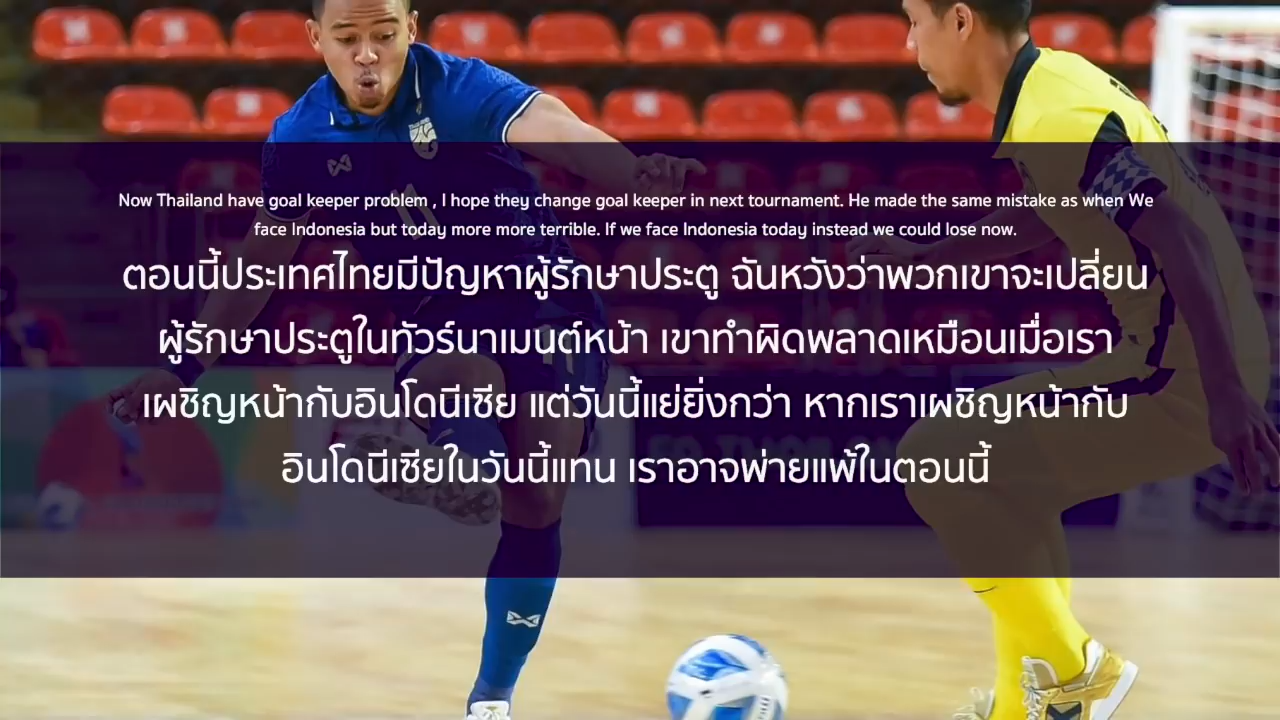 Now Thailand have goal keeper problem , I hope they change goal keeper in next tournament. He made the same mistake as when We
face Indonesia but today more more terrible. If we face Indonesia today instead we could lose now.
ตอนนี้ประเทศไทยมีปัญหาผู้รักษาประตู ฉันหวังว่าพวกเขาจะเปลี่ยน
ผู้รักษาประตูในทัวร์นาเมนต์หน้า เขาทำผิดพลาดเหมือนเมื่อเรา
เผชิญหน้ากับอินโดนีเซีย แต่วันนี้แย่ยิ่งกว่า หากเราเผชิญหน้ากับ
อินโดนีเซียในวันนี้แทน เราอาจพ่ายแพ้ในตอนนี้
11